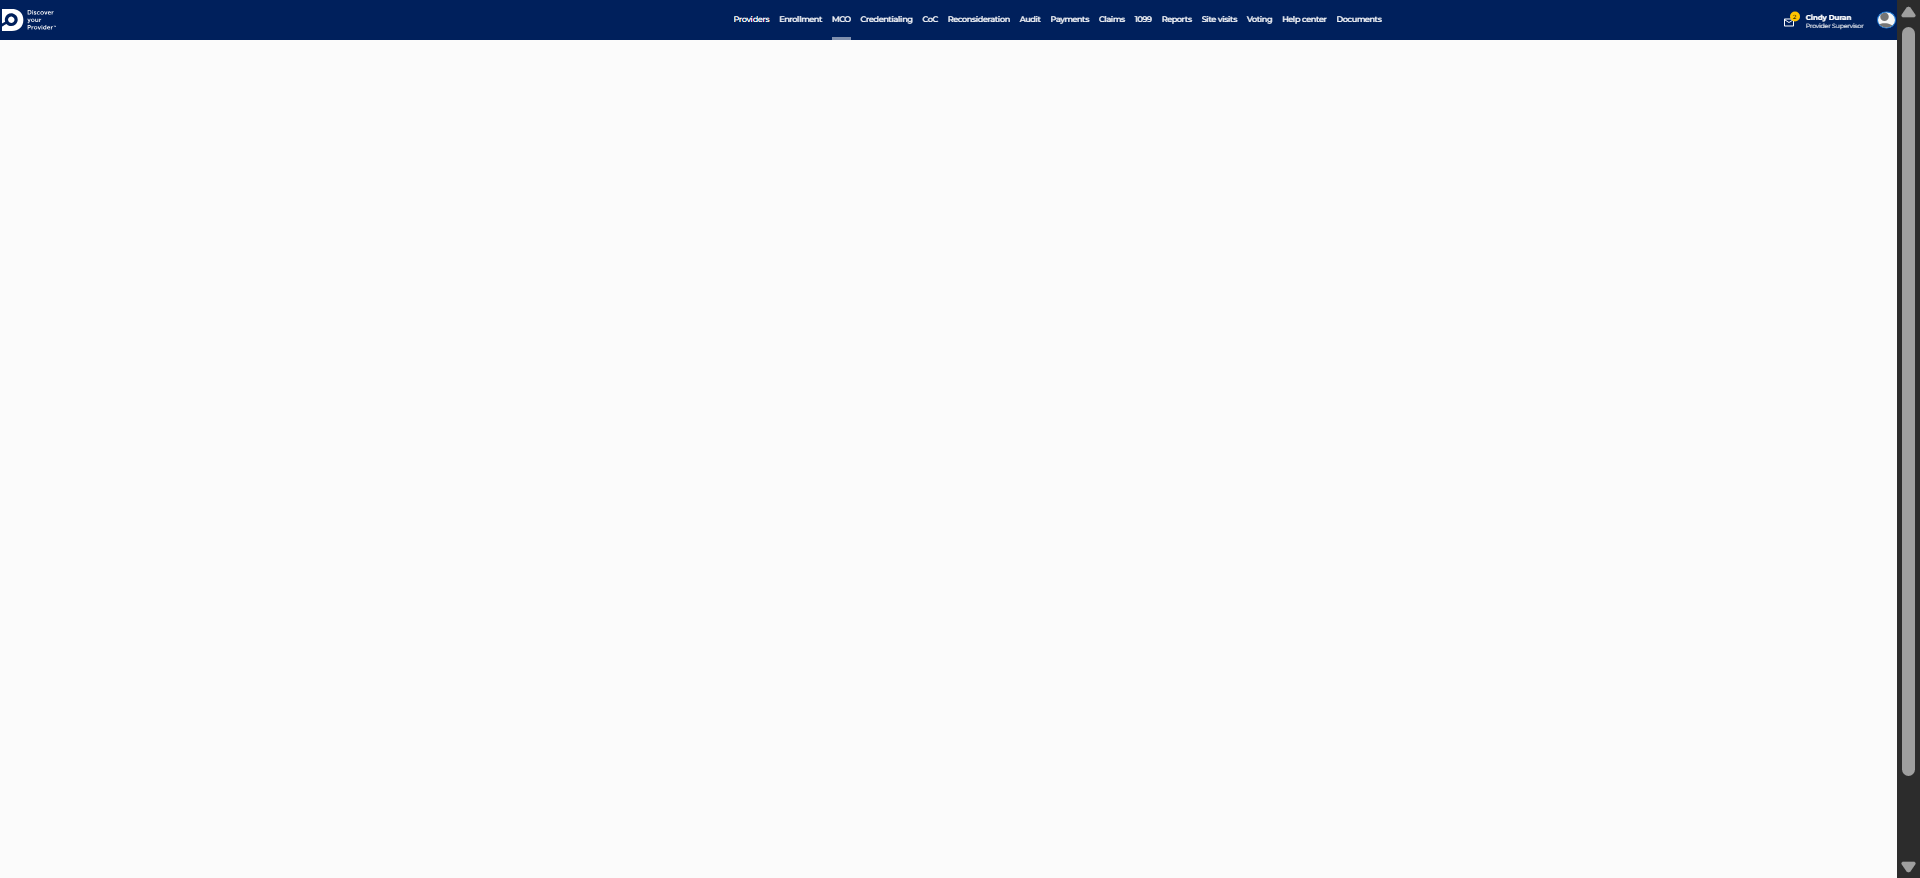 Discover
your
Provider
Providers Enrollment MCO Credentialing CoC Reconsideration Audit Payments Claims 1099 Reports Site visits Voting Help center Documents
Cindy Duran
Provider Supervisor